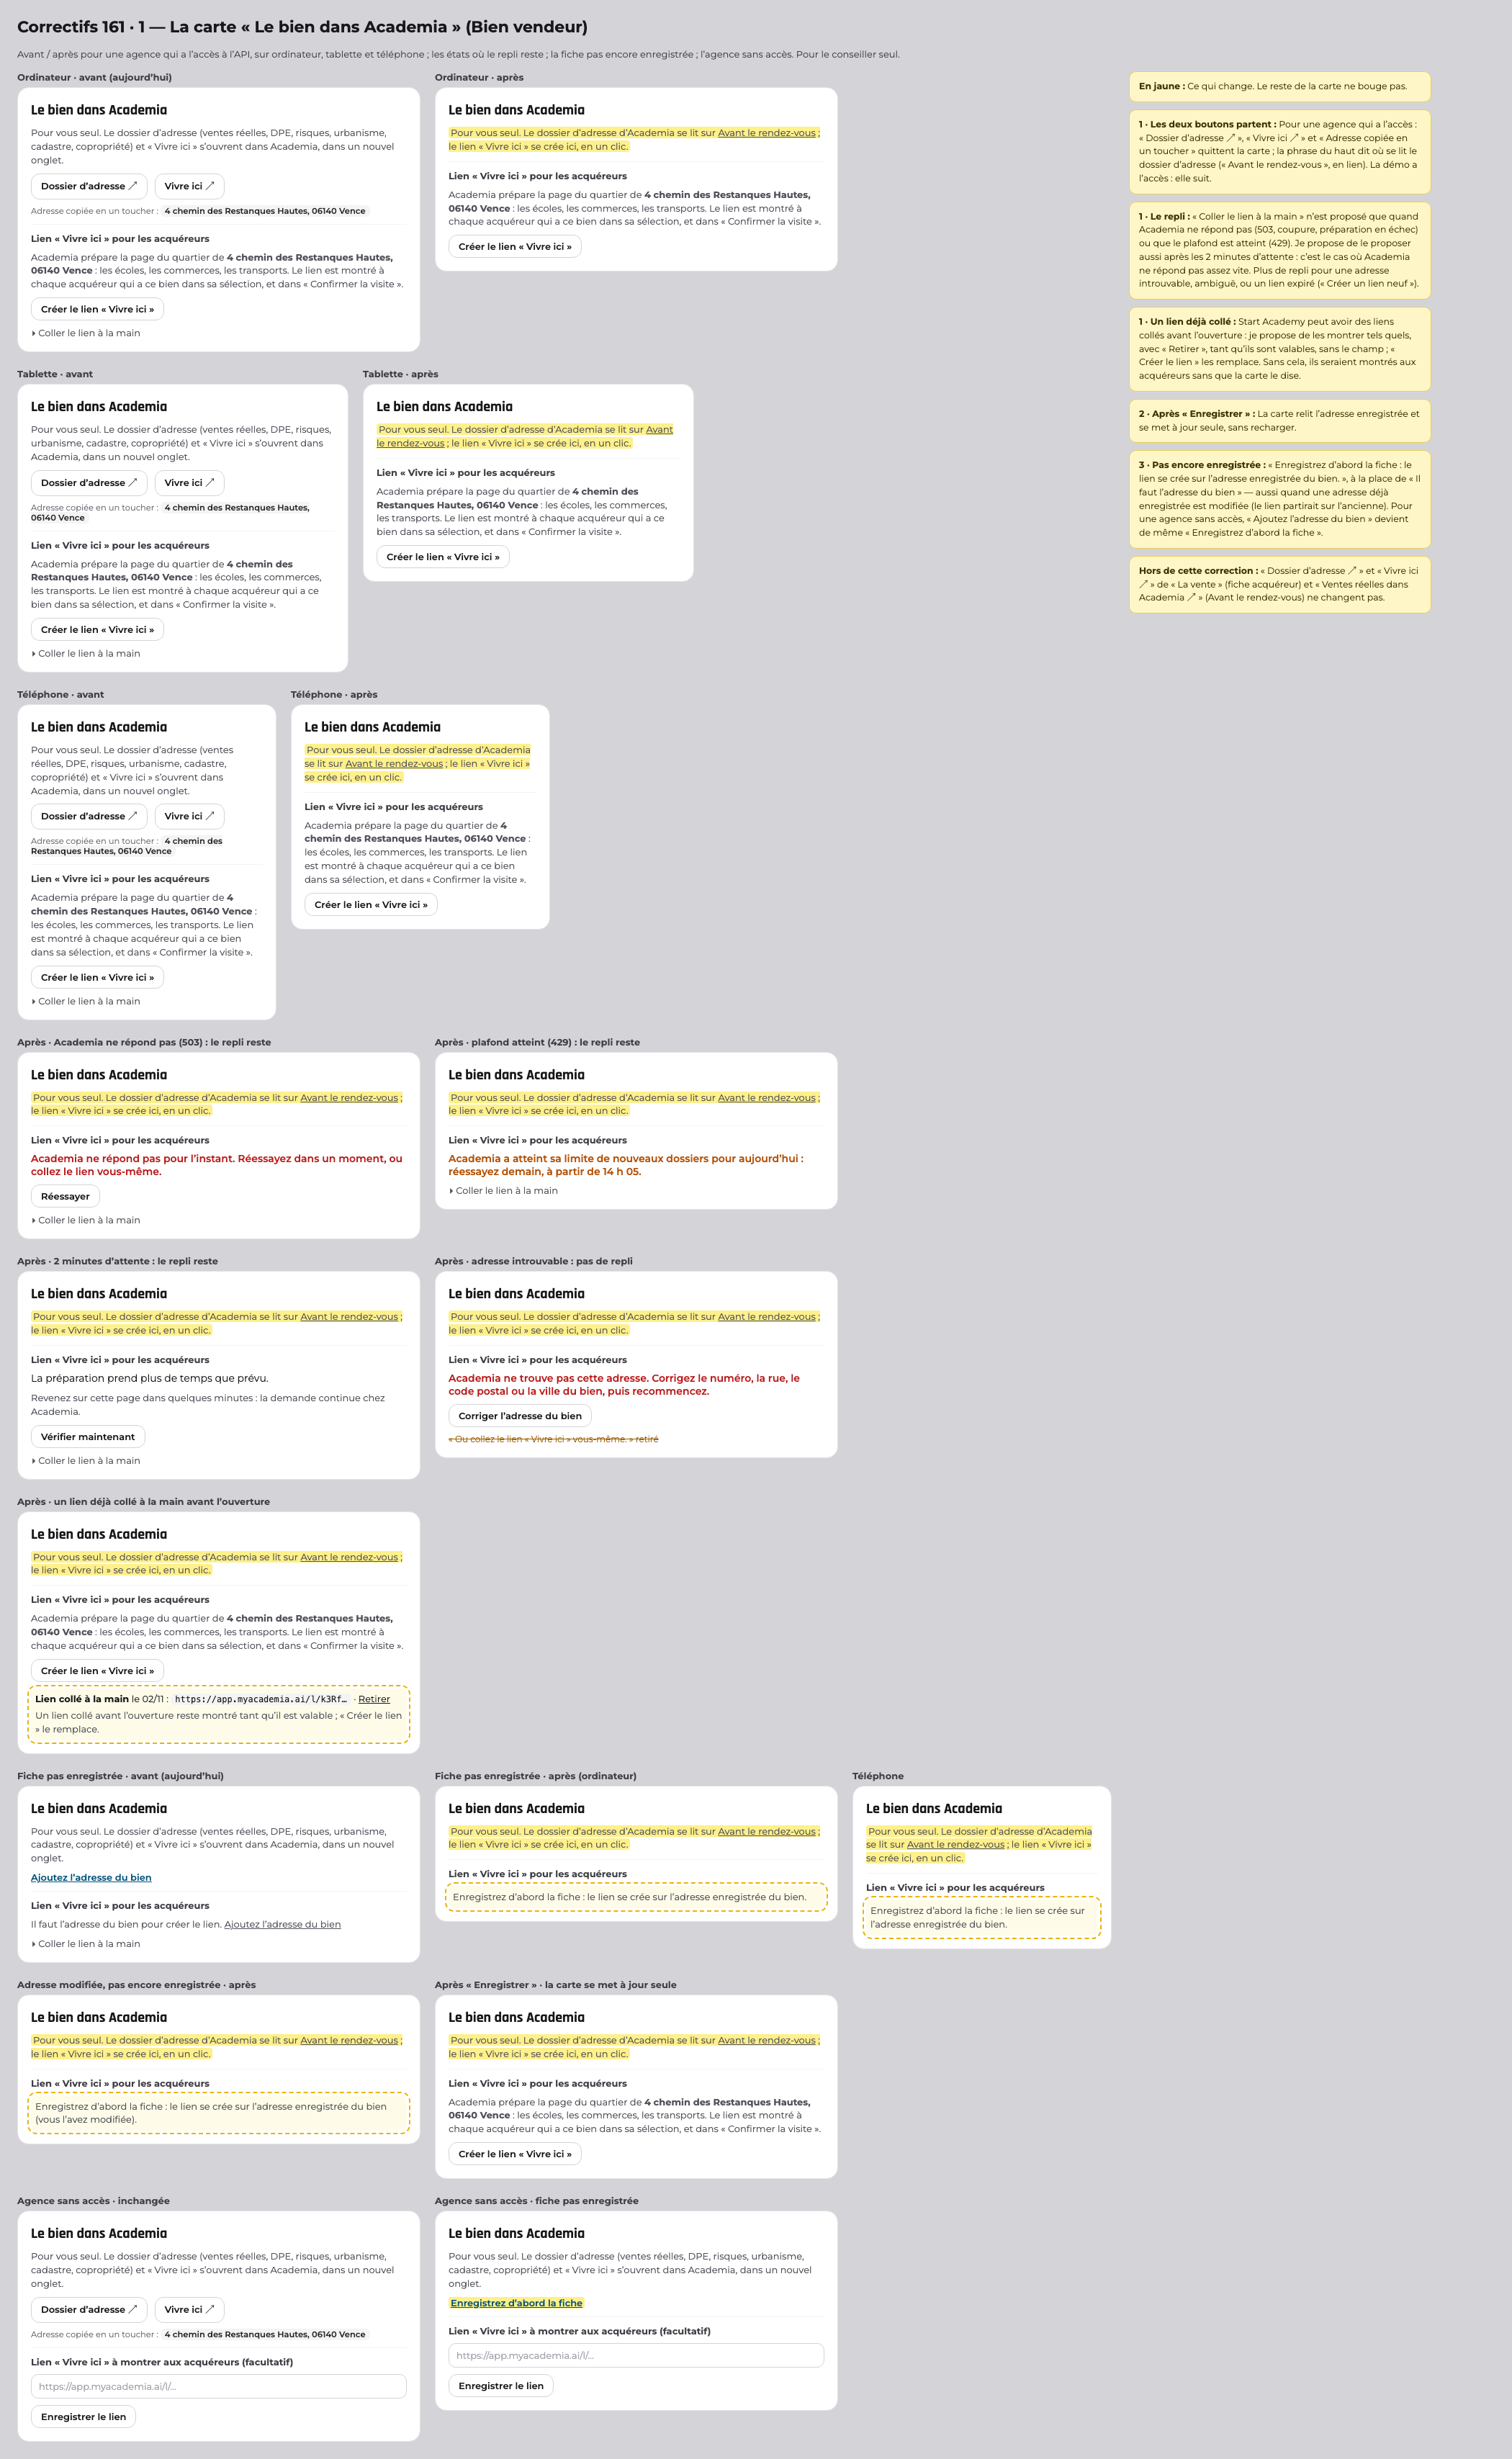 Correctifs 161 · 1 — La carte « Le bien dans Academia » (Bien vendeur)
Avant / après pour une agence qui a l’accès à l’API, sur ordinateur, tablette et téléphone ; les états où le repli reste ; la fiche pas encore enregistrée ; l’agence sans accès. Pour le conseiller seul.
Ordinateur · avant (aujourd’hui)
Le bien dans Academia
Pour vous seul. Le dossier d’adresse (ventes réelles, DPE, risques, urbanisme,
cadastre, copropriété) et « Vivre ici » s’ouvrent dans Academia, dans un nouvel
onglet.
Dossier d’adresse ↗ Vivre ici ↗
Adresse copiée en un toucher : 4 chemin des Restanques Hautes, 06140 Vence
Lien « Vivre ici » pour les acquéreurs
Academia prépare la page du quartier de 4 chemin des Restanques Hautes,
06140 Vence : les écoles, les commerces, les transports. Le lien est montré à
chaque acquéreur qui a ce bien dans sa sélection, et dans « Confirmer la visite ».
Créer le lien « Vivre ici »
Coller le lien à la main
Ordinateur · après
Le bien dans Academia
Pour vous seul. Le dossier d’adresse d’Academia se lit sur Avant le rendez-vous ;
le lien « Vivre ici » se crée ici, en un clic.
Lien « Vivre ici » pour les acquéreurs
Academia prépare la page du quartier de 4 chemin des Restanques Hautes,
06140 Vence : les écoles, les commerces, les transports. Le lien est montré à
chaque acquéreur qui a ce bien dans sa sélection, et dans « Confirmer la visite ».
Créer le lien « Vivre ici »
En jaune : Ce qui change. Le reste de la carte ne bouge pas.
1 · Les deux boutons partent : Pour une agence qui a l’accès :
« Dossier d’adresse ↗ », « Vivre ici ↗ » et « Adresse copiée en
un toucher » quittent la carte ; la phrase du haut dit où se lit le
dossier d’adresse (« Avant le rendez-vous », en lien). La démo a
l’accès : elle suit.
1 · Le repli : « Coller le lien à la main » n’est proposé que quand
Academia ne répond pas (503, coupure, préparation en échec)
ou que le plafond est atteint (429). Je propose de le proposer
aussi après les 2 minutes d’attente : c’est le cas où Academia
ne répond pas assez vite. Plus de repli pour une adresse
introuvable, ambiguë, ou un lien expiré (« Créer un lien neuf »).
1 · Un lien déjà collé : Start Academy peut avoir des liens
collés avant l’ouverture : je propose de les montrer tels quels,
avec « Retirer », tant qu’ils sont valables, sans le champ ; «
Créer le lien » les remplace. Sans cela, ils seraient montrés aux
acquéreurs sans que la carte le dise.
2 · Après « Enregistrer » : La carte relit l’adresse enregistrée et
se met à jour seule, sans recharger.
3 · Pas encore enregistrée : « Enregistrez d’abord la fiche : le
lien se crée sur l’adresse enregistrée du bien. », à la place de « Il
faut l’adresse du bien » — aussi quand une adresse déjà
enregistrée est modifiée (le lien partirait sur l’ancienne). Pour
une agence sans accès, « Ajoutez l’adresse du bien » devient
de même « Enregistrez d’abord la fiche ».
Hors de cette correction : « Dossier d’adresse ↗ » et « Vivre ici
↗ » de « La vente » (fiche acquéreur) et « Ventes réelles dans
Academia ↗ » (Avant le rendez-vous) ne changent pas.
Tablette · avant
Le bien dans Academia
Pour vous seul. Le dossier d’adresse (ventes réelles, DPE, risques,
urbanisme, cadastre, copropriété) et « Vivre ici » s’ouvrent dans
Academia, dans un nouvel onglet.
Dossier d’adresse ↗ Vivre ici ↗
Adresse copiée en un toucher : 4 chemin des Restanques Hautes,
06140 Vence
Lien « Vivre ici » pour les acquéreurs
Academia prépare la page du quartier de 4 chemin des
Restanques Hautes, 06140 Vence : les écoles, les commerces,
les transports. Le lien est montré à chaque acquéreur qui a ce
bien dans sa sélection, et dans « Confirmer la visite ».
Créer le lien « Vivre ici »
Coller le lien à la main
Tablette · après
Le bien dans Academia
Pour vous seul. Le dossier d’adresse d’Academia se lit sur Avant
le rendez-vous ; le lien « Vivre ici » se crée ici, en un clic.
Lien « Vivre ici » pour les acquéreurs
Academia prépare la page du quartier de 4 chemin des
Restanques Hautes, 06140 Vence : les écoles, les commerces,
les transports. Le lien est montré à chaque acquéreur qui a ce
bien dans sa sélection, et dans « Confirmer la visite ».
Créer le lien « Vivre ici »
Téléphone · avant
Le bien dans Academia
Pour vous seul. Le dossier d’adresse (ventes
réelles, DPE, risques, urbanisme, cadastre,
copropriété) et « Vivre ici » s’ouvrent dans
Academia, dans un nouvel onglet.
Dossier d’adresse ↗ Vivre ici ↗
Adresse copiée en un toucher : 4 chemin des
Restanques Hautes, 06140 Vence
Lien « Vivre ici » pour les acquéreurs
Academia prépare la page du quartier de 4
chemin des Restanques Hautes, 06140 Vence :
les écoles, les commerces, les transports. Le lien
est montré à chaque acquéreur qui a ce bien
dans sa sélection, et dans « Confirmer la visite ».
Créer le lien « Vivre ici »
Coller le lien à la main
Téléphone · après
Le bien dans Academia
Pour vous seul. Le dossier d’adresse d’Academia
se lit sur Avant le rendez-vous ; le lien « Vivre ici »
se crée ici, en un clic.
Lien « Vivre ici » pour les acquéreurs
Academia prépare la page du quartier de 4
chemin des Restanques Hautes, 06140 Vence :
les écoles, les commerces, les transports. Le lien
est montré à chaque acquéreur qui a ce bien
dans sa sélection, et dans « Confirmer la visite ».
Créer le lien « Vivre ici »
Après · Academia ne répond pas (503) : le repli reste
Le bien dans Academia
Pour vous seul. Le dossier d’adresse d’Academia se lit sur Avant le rendez-vous ;
le lien « Vivre ici » se crée ici, en un clic.
Lien « Vivre ici » pour les acquéreurs
Academia ne répond pas pour l’instant. Réessayez dans un moment, ou
collez le lien vous-même.
Réessayer
Coller le lien à la main
Après · plafond atteint (429) : le repli reste
Le bien dans Academia
Pour vous seul. Le dossier d’adresse d’Academia se lit sur Avant le rendez-vous ;
le lien « Vivre ici » se crée ici, en un clic.
Lien « Vivre ici » pour les acquéreurs
Academia a atteint sa limite de nouveaux dossiers pour aujourd’hui :
réessayez demain, à partir de 14 h 05.
Coller le lien à la main
Après · 2 minutes d’attente : le repli reste
Le bien dans Academia
Pour vous seul. Le dossier d’adresse d’Academia se lit sur Avant le rendez-vous ;
le lien « Vivre ici » se crée ici, en un clic.
Lien « Vivre ici » pour les acquéreurs
La préparation prend plus de temps que prévu.
Revenez sur cette page dans quelques minutes : la demande continue chez
Academia.
Vérifier maintenant
Coller le lien à la main
Après · adresse introuvable : pas de repli
Le bien dans Academia
Pour vous seul. Le dossier d’adresse d’Academia se lit sur Avant le rendez-vous ;
le lien « Vivre ici » se crée ici, en un clic.
Lien « Vivre ici » pour les acquéreurs
Academia ne trouve pas cette adresse. Corrigez le numéro, la rue, le
code postal ou la ville du bien, puis recommencez.
Corriger l’adresse du bien
« Ou collez le lien « Vivre ici » vous-même. » retiré
Après · un lien déjà collé à la main avant l’ouverture
Le bien dans Academia
Pour vous seul. Le dossier d’adresse d’Academia se lit sur Avant le rendez-vous ;
le lien « Vivre ici » se crée ici, en un clic.
Lien « Vivre ici » pour les acquéreurs
Academia prépare la page du quartier de 4 chemin des Restanques Hautes,
06140 Vence : les écoles, les commerces, les transports. Le lien est montré à
chaque acquéreur qui a ce bien dans sa sélection, et dans « Confirmer la visite ».
Créer le lien « Vivre ici »
Lien collé à la main le 02/11 : https://app.myacademia.ai/l/k3Rf… · Retirer
Un lien collé avant l’ouverture reste montré tant qu’il est valable ; « Créer le lien
» le remplace.
Fiche pas enregistrée · avant (aujourd’hui)
Le bien dans Academia
Pour vous seul. Le dossier d’adresse (ventes réelles, DPE, risques, urbanisme,
cadastre, copropriété) et « Vivre ici » s’ouvrent dans Academia, dans un nouvel
onglet.
Ajoutez l’adresse du bien
Lien « Vivre ici » pour les acquéreurs
Il faut l’adresse du bien pour créer le lien. Ajoutez l’adresse du bien
Coller le lien à la main
Fiche pas enregistrée · après (ordinateur)
Le bien dans Academia
Pour vous seul. Le dossier d’adresse d’Academia se lit sur Avant le rendez-vous ;
le lien « Vivre ici » se crée ici, en un clic.
Lien « Vivre ici » pour les acquéreurs
Enregistrez d’abord la fiche : le lien se crée sur l’adresse enregistrée du bien.
Téléphone
Le bien dans Academia
Pour vous seul. Le dossier d’adresse d’Academia
se lit sur Avant le rendez-vous ; le lien « Vivre ici »
se crée ici, en un clic.
Lien « Vivre ici » pour les acquéreurs
Enregistrez d’abord la fiche : le lien se crée sur
l’adresse enregistrée du bien.
Adresse modifiée, pas encore enregistrée · après
Le bien dans Academia
Pour vous seul. Le dossier d’adresse d’Academia se lit sur Avant le rendez-vous ;
le lien « Vivre ici » se crée ici, en un clic.
Lien « Vivre ici » pour les acquéreurs
Enregistrez d’abord la fiche : le lien se crée sur l’adresse enregistrée du bien
(vous l’avez modifiée).
Après « Enregistrer » · la carte se met à jour seule
Le bien dans Academia
Pour vous seul. Le dossier d’adresse d’Academia se lit sur Avant le rendez-vous ;
le lien « Vivre ici » se crée ici, en un clic.
Lien « Vivre ici » pour les acquéreurs
Academia prépare la page du quartier de 4 chemin des Restanques Hautes,
06140 Vence : les écoles, les commerces, les transports. Le lien est montré à
chaque acquéreur qui a ce bien dans sa sélection, et dans « Confirmer la visite ».
Créer le lien « Vivre ici »
Agence sans accès · inchangée
Le bien dans Academia
Pour vous seul. Le dossier d’adresse (ventes réelles, DPE, risques, urbanisme,
cadastre, copropriété) et « Vivre ici » s’ouvrent dans Academia, dans un nouvel
onglet.
Dossier d’adresse ↗ Vivre ici ↗
Adresse copiée en un toucher : 4 chemin des Restanques Hautes, 06140 Vence
Lien « Vivre ici » à montrer aux acquéreurs (facultatif)
https://app.myacademia.ai/l/...
Enregistrer le lien
Agence sans accès · fiche pas enregistrée
Le bien dans Academia
Pour vous seul. Le dossier d’adresse (ventes réelles, DPE, risques, urbanisme,
cadastre, copropriété) et « Vivre ici » s’ouvrent dans Academia, dans un nouvel
onglet.
Enregistrez d’abord la fiche
Lien « Vivre ici » à montrer aux acquéreurs (facultatif)
https://app.myacademia.ai/l/...
Enregistrer le lien